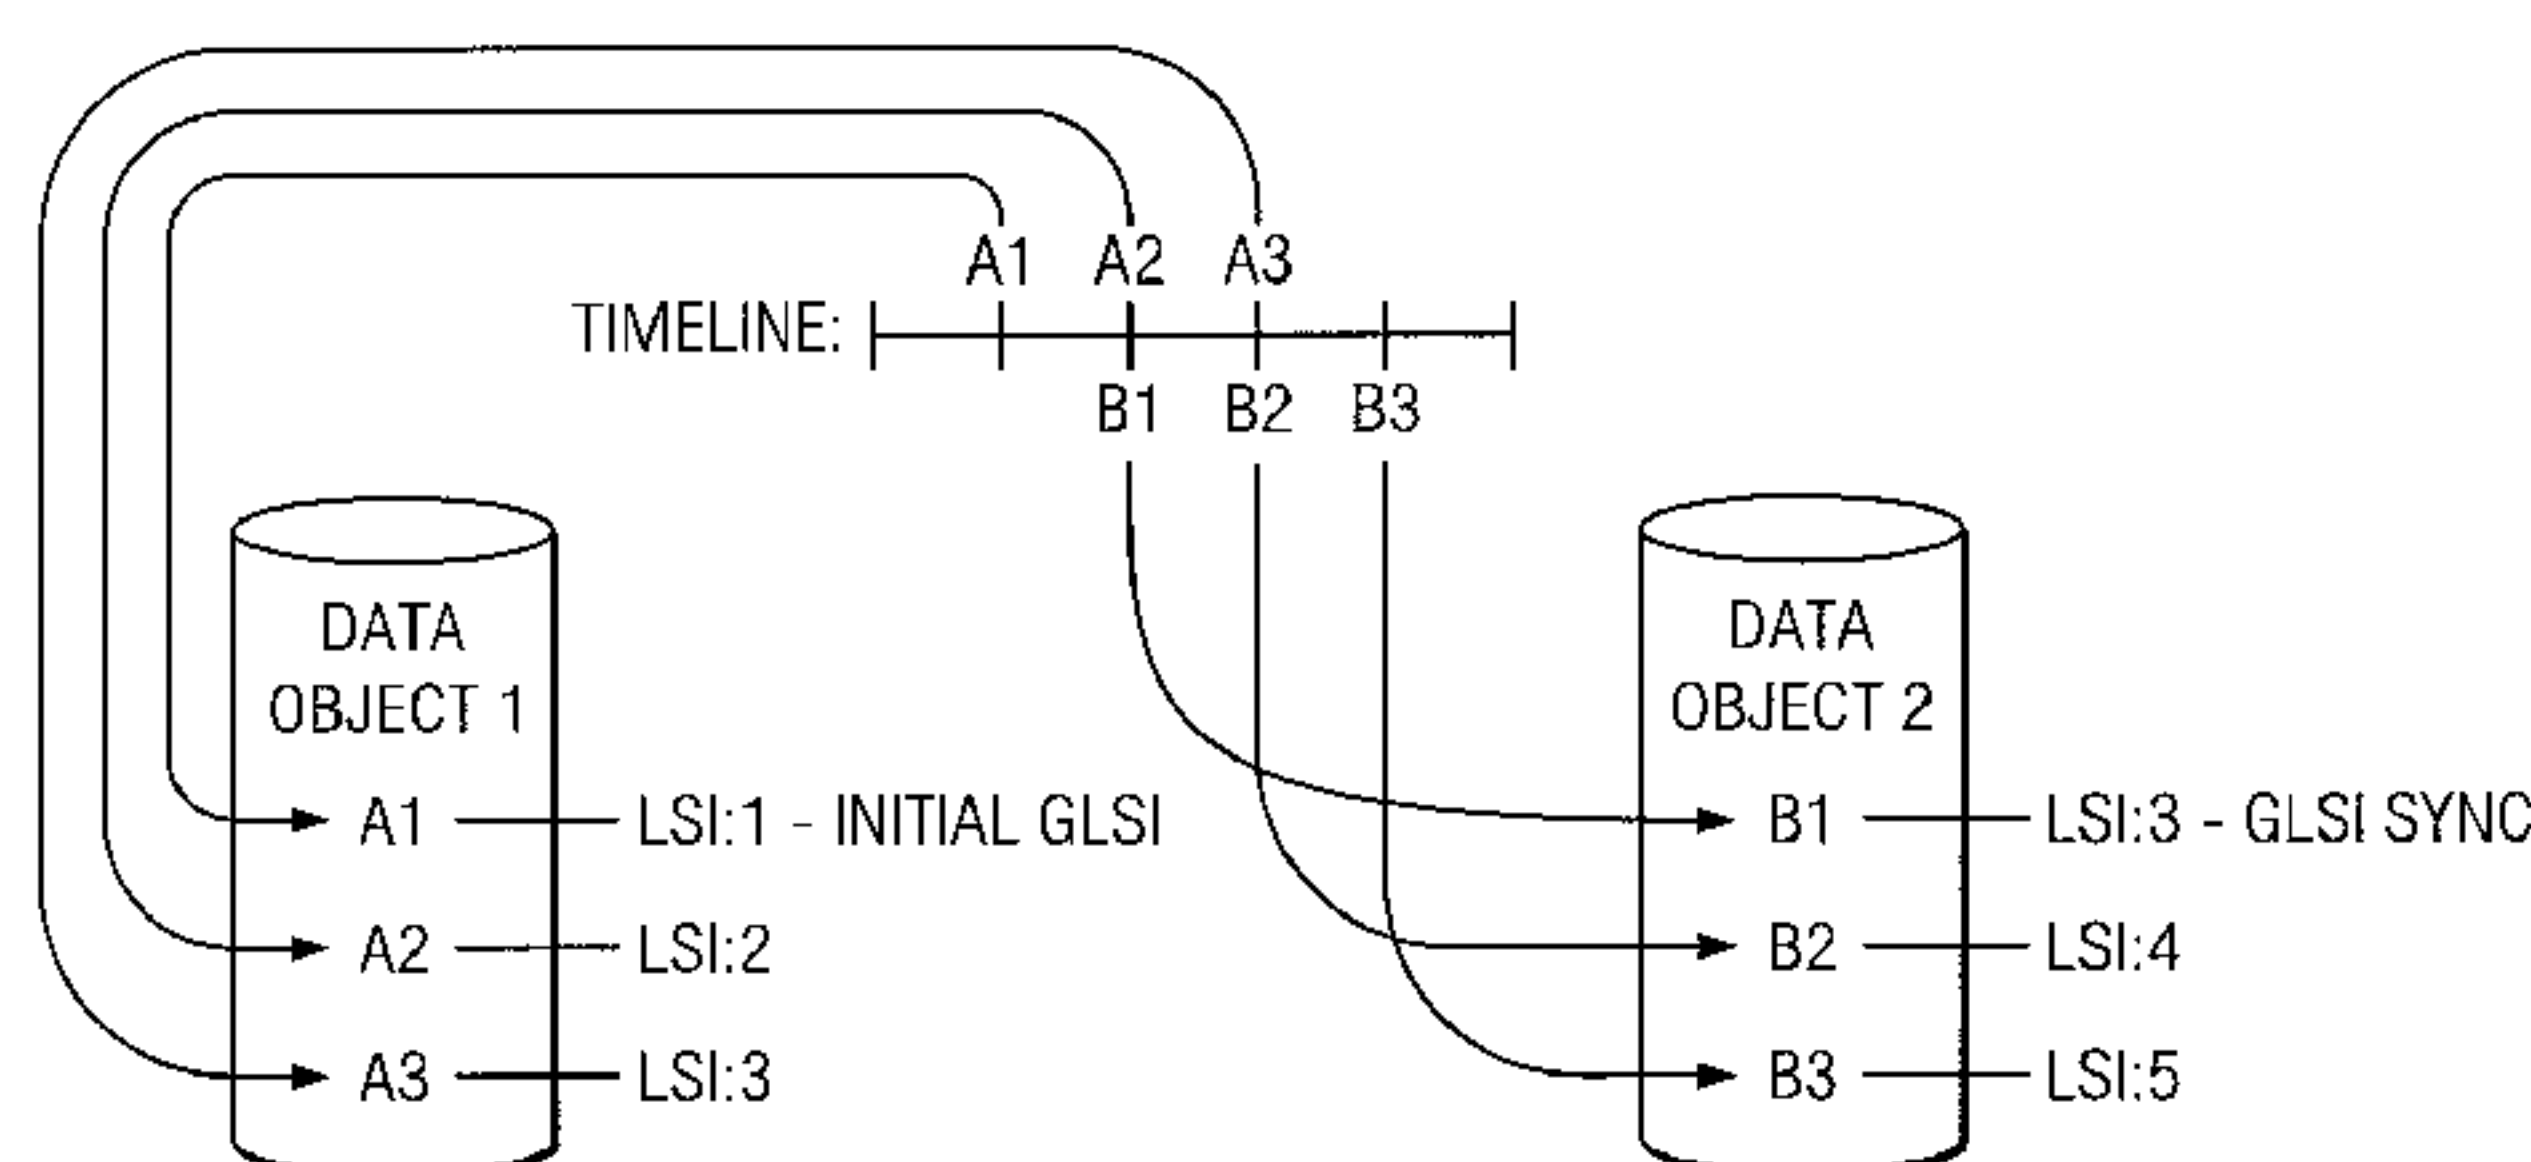 A1 A2 A3
TIMELINE:
B1 B2 B3
DATA
OBJECT 1
A1 LSI:1 - INITIAL GLSI
A2 LSI:2
A3 LSI:3
DATA
OBJECT 2
B1 LSI:3 - GLSI SYNC
B2 LSI:4
B3 LSI:5